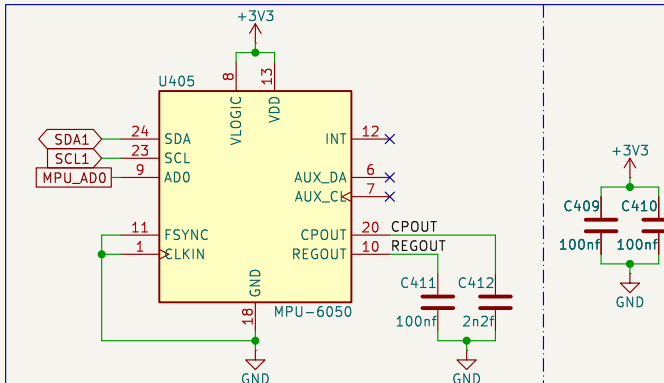 +3V3
U405
8
13
VLOGIC
VDD
SDA1 24 SDA
SCL1 23 SCL
MPU_AD0 9 AD0
INT 12
AUX_DA 6
AUX_CL 7
11 FSYNC
1 CLKIN
CPOUT 20 CPOUT
REGOUT 10 REGOUT
GND
18
MPU-6050
C411 C412
100nf 2n2f
GND
GND
+3V3
C409 C410
100nf 100nf
GND